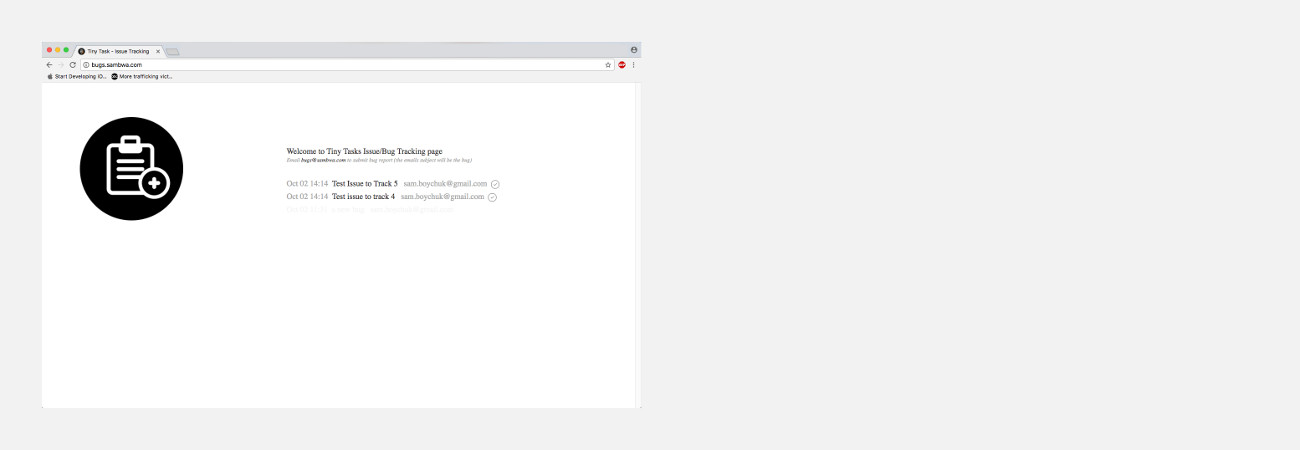 Tiny Task - Issue Tracking
bugs.sambwa.com
Start Developing iO... More trafficking vict...
Welcome to Tiny Tasks Issue/Bug Tracking page
Email bugs@sambwa.com to submit bug report (the emails subject will be the bug)
Oct 02 14:14 Test Issue to Track 5 sam.boychuk@gmail.com
Oct 02 14:14 Test issue to track 4 sam.boychuk@gmail.com